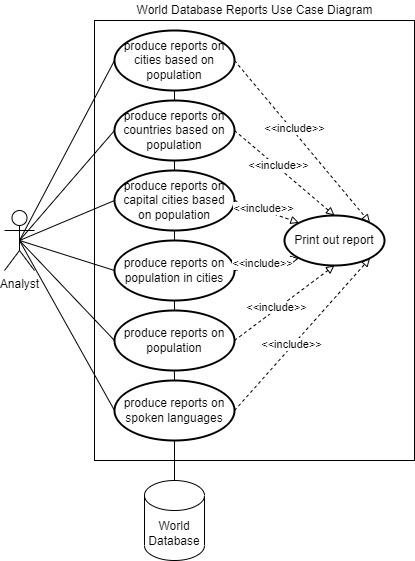 World Database Reports Use Case Diagram
produce reports on
cities based on
population
<<include>>
produce reports on
countries based on
population
<<include>>
produce reports on
capital cities based
on population
<<include>>
Print out report
Analyst
produce reports on
population in cities
<<include>>
produce reports on
population
<<include>>
produce reports on
spoken languages
<<include>>
World
Database